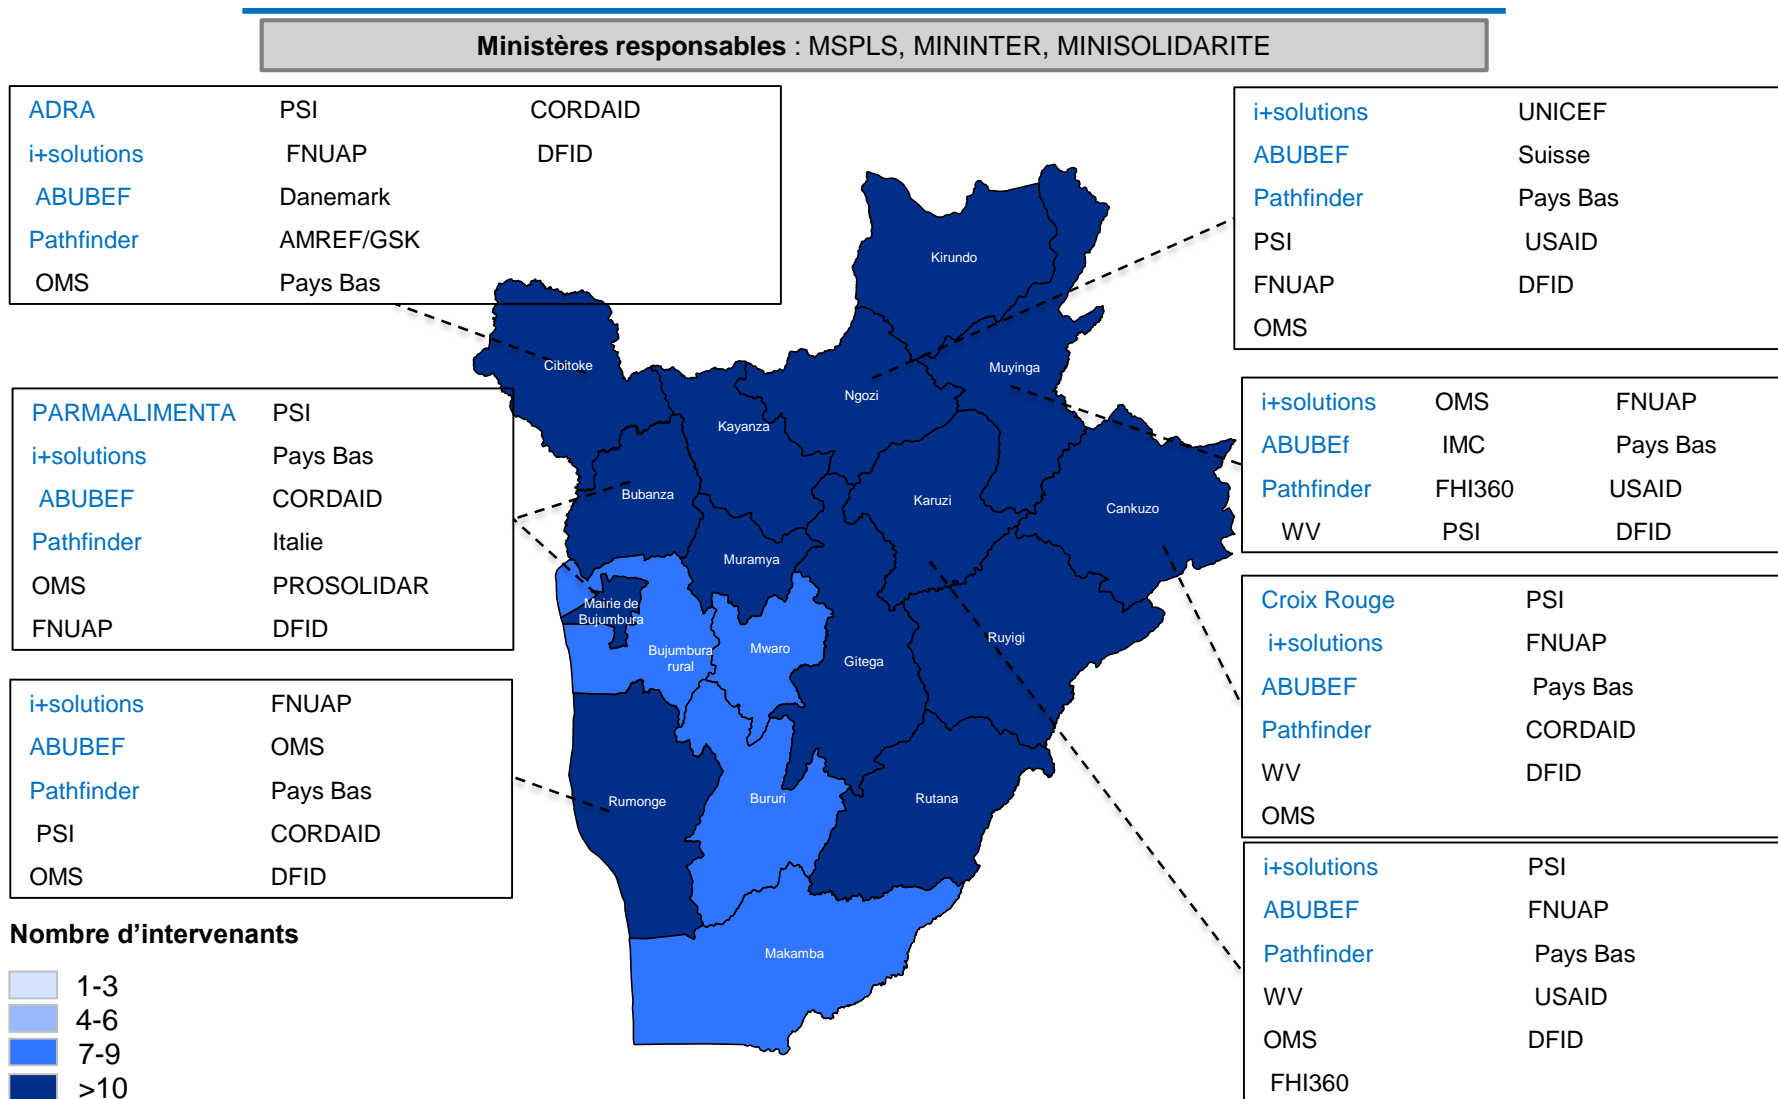 Ministères responsables : MSPLS, MININTER, MINISOLIDARITE
ADRA PSI CORDAID
i+solutions FNUAP DFID
ABUBEF Danemark
Pathfinder AMREF/GSK
OMS Pays Bas
PARMAALIMENTA PSI
i+solutions Pays Bas
ABUBEF CORDAID
Pathfinder Italie
OMS PROSOLIDAR
FNUAP DFID
i+solutions FNUAP
ABUBEF OMS
Pathfinder Pays Bas
PSI CORDAID
OMS DFID
Nombre d’intervenants
1-3
4-6
7-9
>10
Kirundo
Cibitoke
Muyinga
Ngozi
Kayanza
Bubanza
Karuzi
Cankuzo
Muramya
Mairie de
Bujumbura
Bujumbura
rural
Mwaro
Gitega
Ruyigi
Rumonge
Bururi
Rutana
Makamba
i+solutions UNICEF
ABUBEF Suisse
Pathfinder Pays Bas
PSI USAID
FNUAP DFID
OMS
i+solutions OMS FNUAP
ABUBEf IMC Pays Bas
Pathfinder FHI360 USAID
WV PSI DFID
Croix Rouge PSI
i+solutions FNUAP
ABUBEF Pays Bas
Pathfinder CORDAID
WV DFID
OMS
i+solutions PSI
ABUBEF FNUAP
Pathfinder Pays Bas
WV USAID
OMS DFID
FHI360